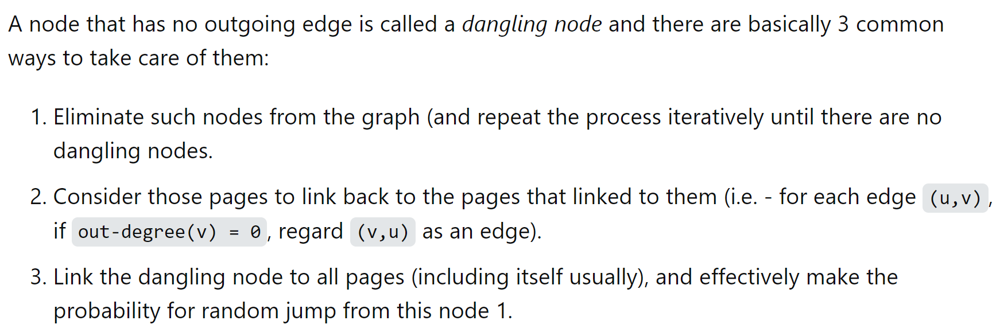 A node that has no outgoing edge is called a dangling node and there are basically 3 common
ways to take care of them:
1. Eliminate such nodes from the graph (and repeat the process iteratively until there are no
dangling nodes.
2. Consider those pages to link back to the pages that linked to them (i.e. - for each edge (u,v),
if out-degree(v) = 0, regard (v,u) as an edge).
3. Link the dangling node to all pages (including itself usually), and effectively make the
probability for random jump from this node 1.